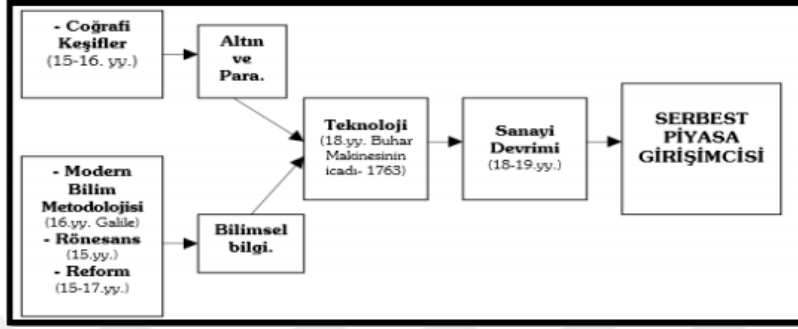 - Coğrafi
Keşifler
(15-16. yy.)
Altın
ve
Para.
- Modern
Bilim
Metodolojisi
(16.yy. Galile)
- Rönesans
(15.yy.)
- Reform
(15-17.yy.)
Bilimsel
bilgi.
Teknoloji
(18.yy. Buhar
Makinesinin
icadı- 1763)
Sanayi
Devrimi
(18-19.yy.)
SERBEST
PİYASA
GİRİŞİMCİSİ